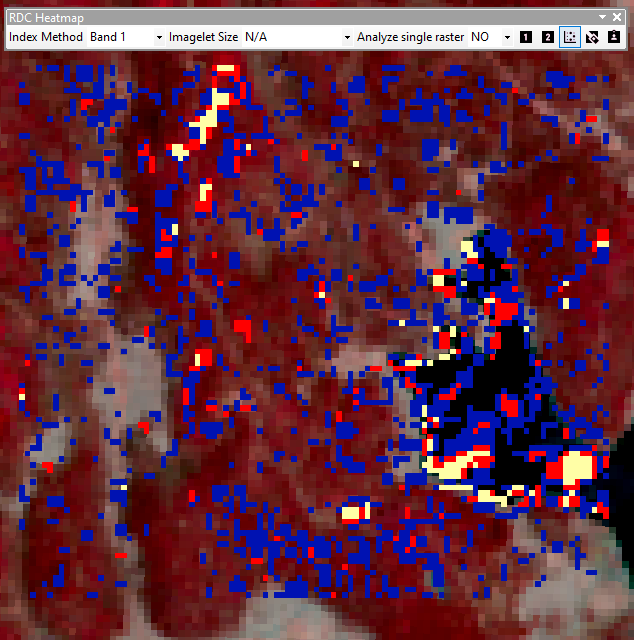 RDC Heatmap
Index Method Band 1 Imagelet Size N/A Analyze single raster NO 1 2